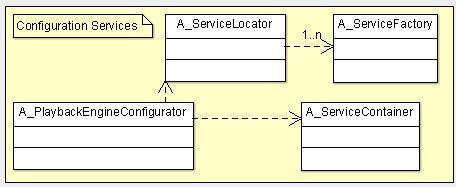 Configuration Services
A_ServiceLocator
1..n
A_ServiceFactory
A_PlaybackEngineConfigurator
A_ServiceContainer